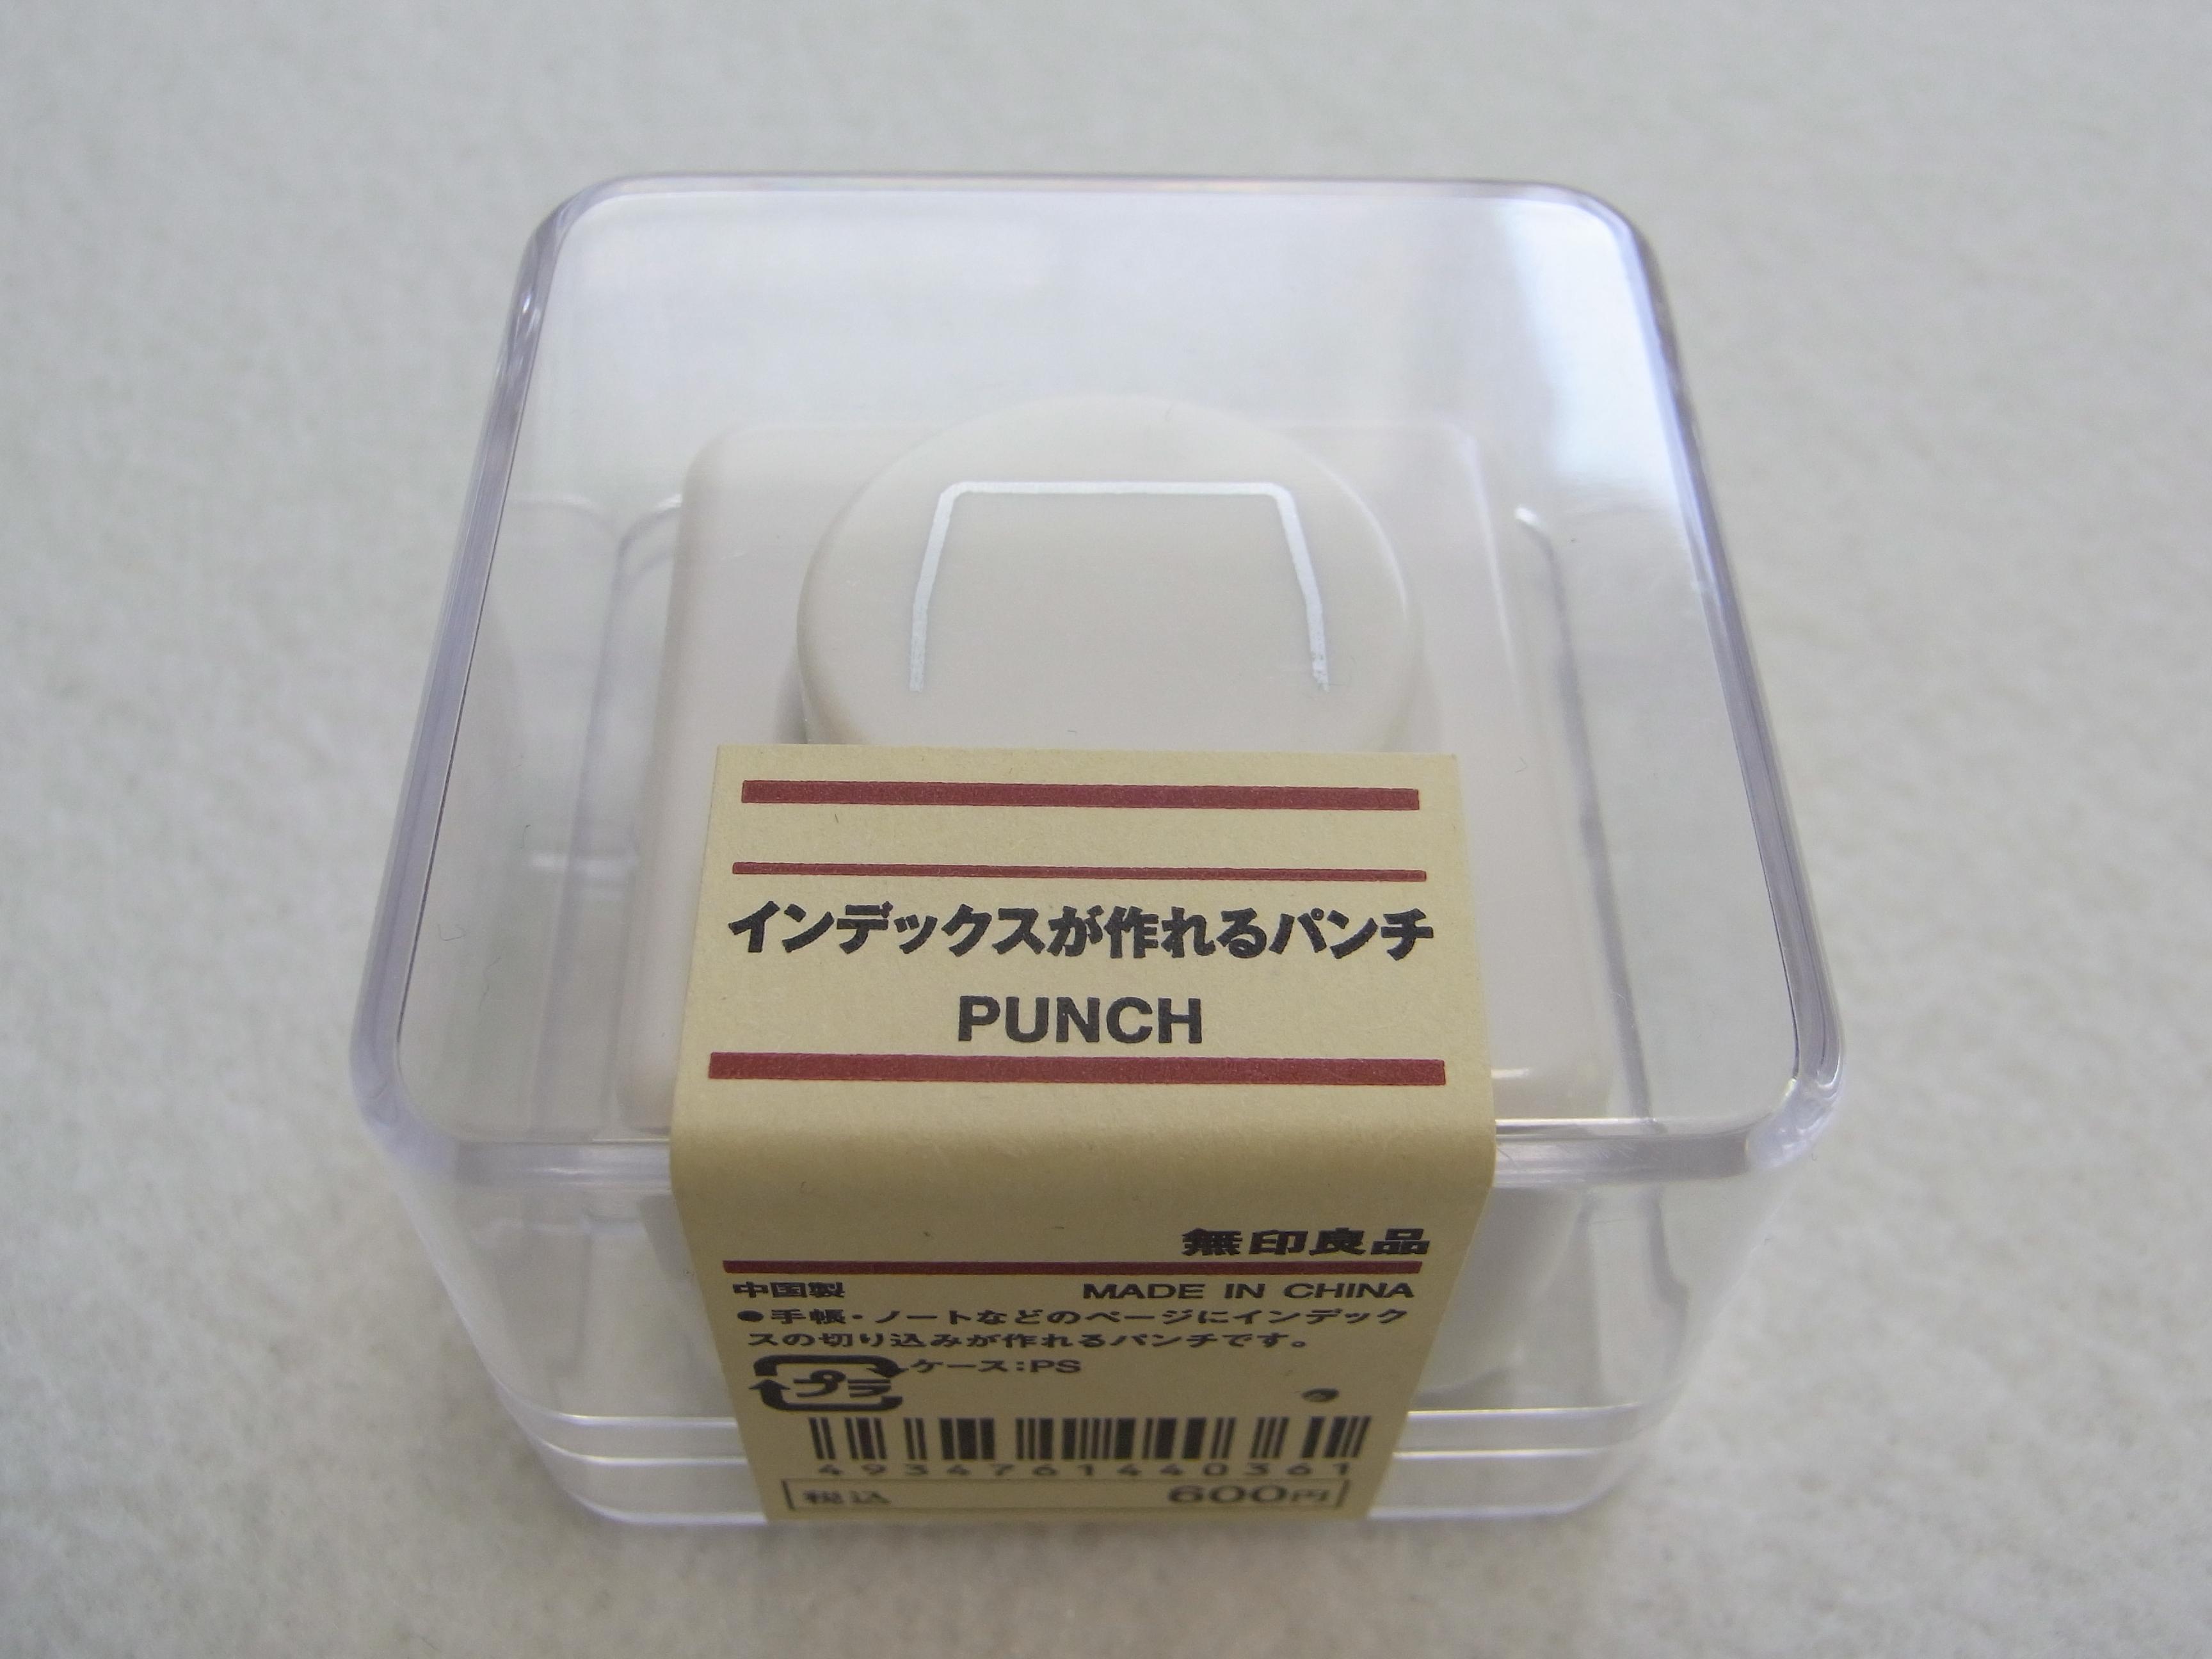 インデックスが作れるパンチ
PUNCH
無印良品
中国製 MADE IN CHINA
●手帳・ノートなどのページにインデック
スの切り込みが作れるパンチです。
プラ ケース：PS
4934761440361
税込 600円